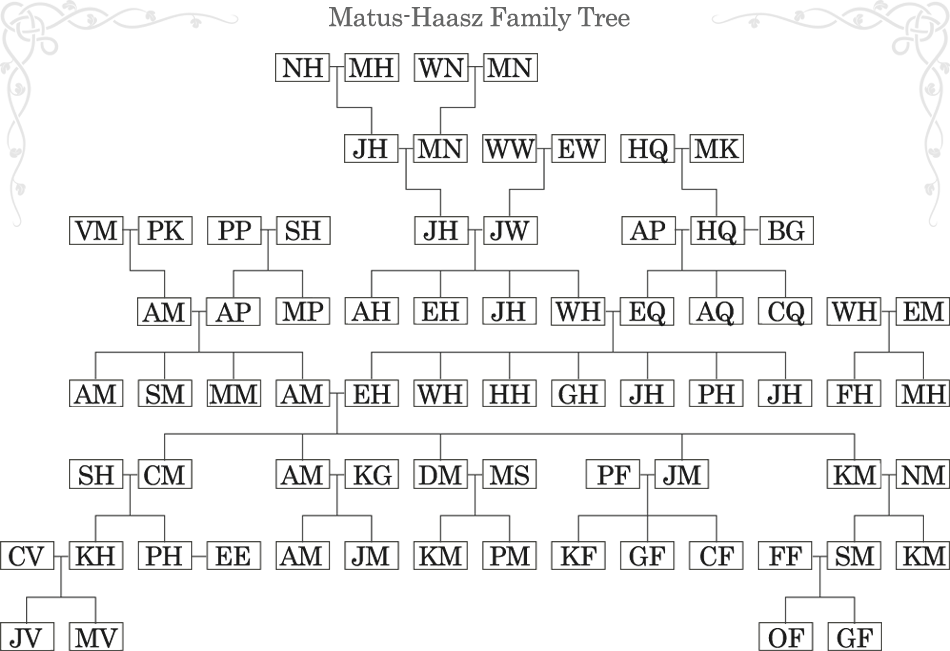 Matus-Haasz Family Tree
NH MH WN MN
JH MN WW EW HQ MK
VM PK PP SH JH JW AP HQ BG
AM AP MP AH EH JH WH EQ AQ CQ WH EM
AM SM MM AM EH WH HH GH JH PH JH FH MH
SH CM AM KG DM MS PF JM KM NM
CV KH PH EE AM JM KM PM KF GF CF FF SM KM
JV MV OF GF